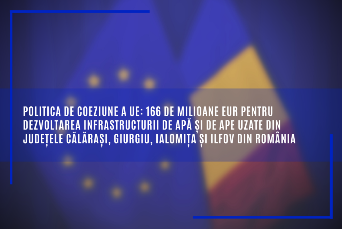 POLITICA DE COEZIUNE A UE: 166 DE MILIOANE EUR PENTRU
DEZVOLTAREA INFRASTRUCTURII DE APĂ ȘI DE APE UZATE DIN
JUDEȚELE CĂLĂRAȘI, GIURGIU, IALOMIȚA ȘI ILFOV DIN ROMÂNIA